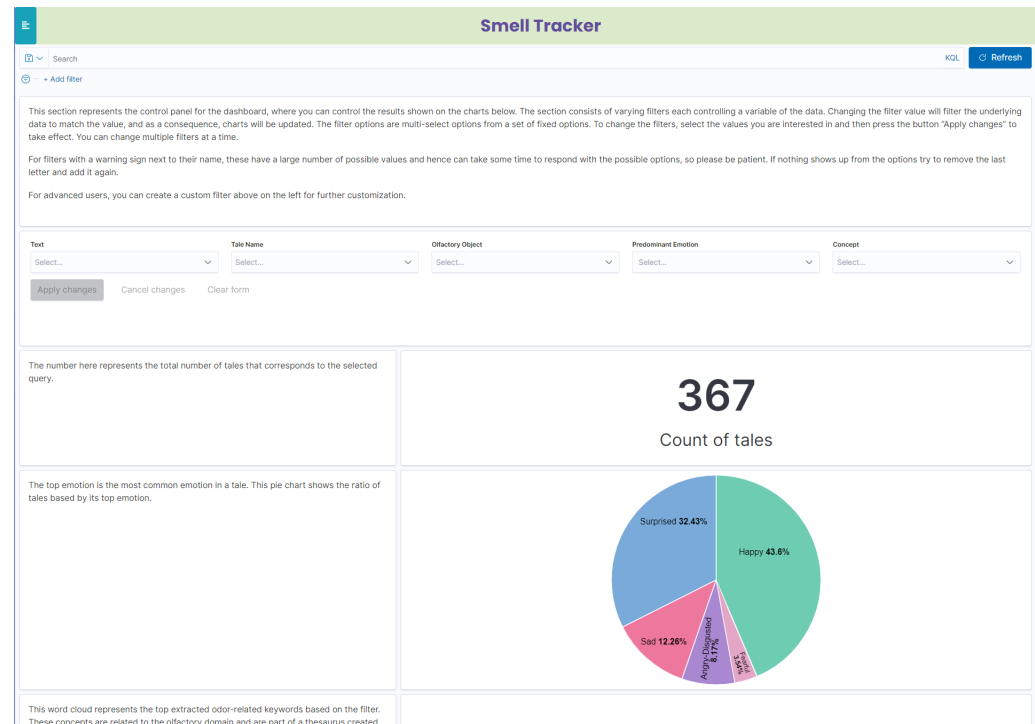 Smell Tracker
Search
KQL
Refresh
+ Add filter
This section represents the control panel for the dashboard, where you can control the results shown on the charts below. The section consists of varying filters each controlling a variable of the data. Changing the filter value will filter the underlying
data to match the value, and as a consequence, charts will be updated. The filter options are multi-select options from a set of fixed options. To change the filters, select the values you are interested in and then press the button "Apply changes" to
take effect. You can change multiple filters at a time.
For filters with a warning sign next to their name, these have a large number of possible values and hence can take some time to respond with the possible options, so please be patient. If nothing shows up from the options try to remove the last
letter and add it again.
For advanced users, you can create a custom filter above on the left for further customization.
Text
Tale Name
Olfactory Object
Predominant Emotion
Concept
Select...
Select...
Select...
Select...
Select...
Apply changes
Cancel changes
Clear form
The number here represents the total number of tales that corresponds to the selected
query.
367
Count of tales
The top emotion is the most common emotion in a tale. This pie chart shows the ratio of
tales based by its top emotion.
Surprised 32.43%
Happy 43.6%
Sad 12.26%
Angry-Disgusted
8.17%
Fearful
3.54%
This word cloud represents the top extracted odor-related keywords based on the filter.
These concepts are related to the olfactory domain and are part of a thesaurus created